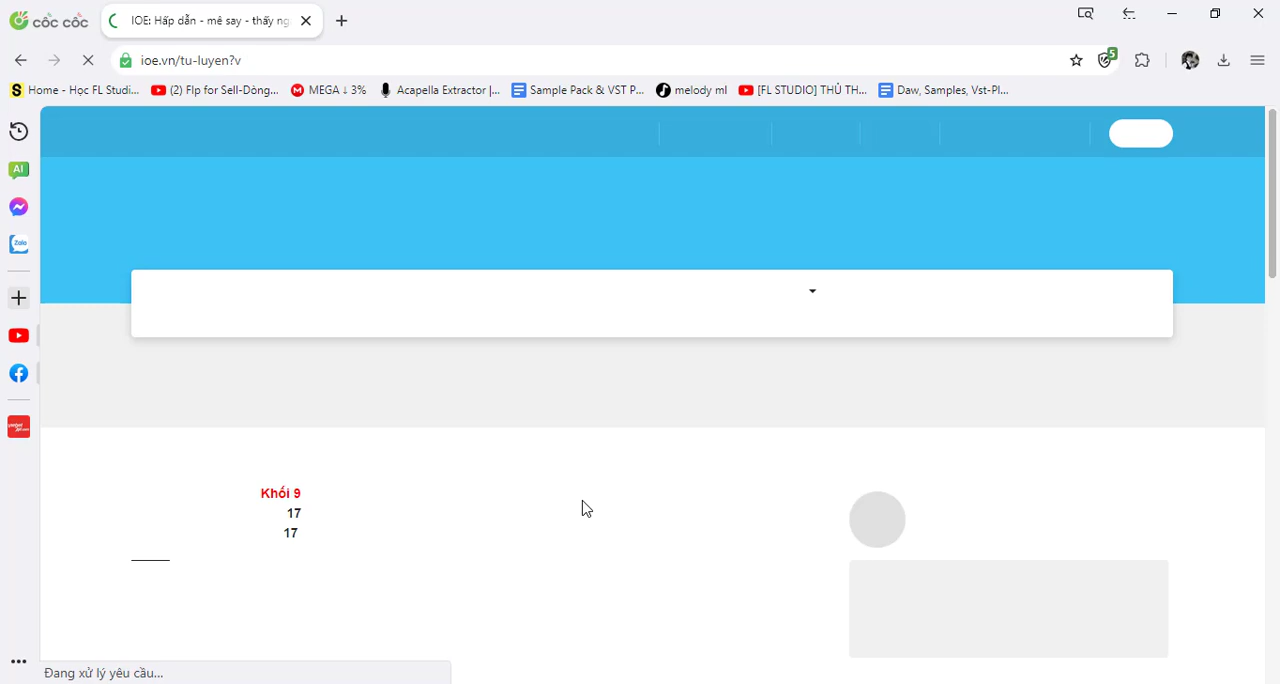 cốc cốc
IOE: Hấp dẫn - mê say - thấy ng
ioe.vn/tu-luyen?v
5
S Home - Học FL Studi...
(2) Flp for Sell-Dòng...
M MEGA ↓ 3%
Acapella Extractor |...
Sample Pack & VST P...
melody ml
[FL STUDIO] THỦ TH...
Daw, Samples, Vst-Pl...
AI
Zalo
Khối 9
17
17
Đang xử lý yêu cầu...